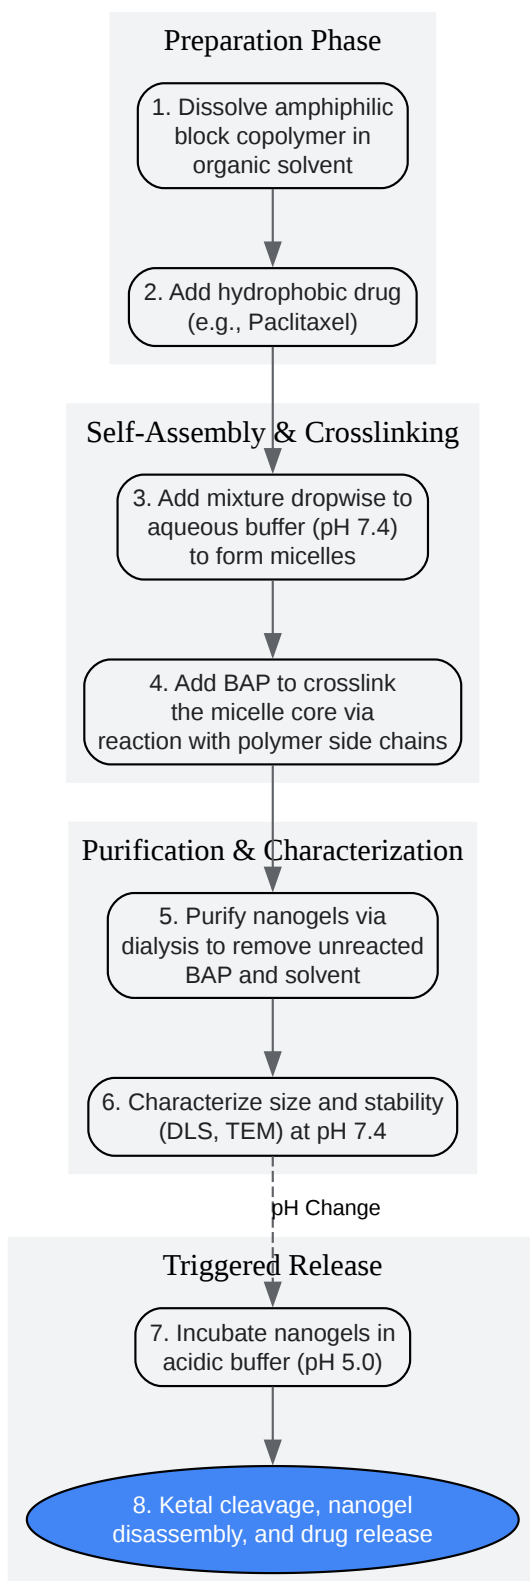 Preparation Phase
1. Dissolve amphiphilic
block copolymer in
organic solvent
2. Add hydrophobic drug
(e.g., Paclitaxel)
Self-Assembly & Crosslinking
3. Add mixture dropwise to
aqueous buffer (pH 7.4)
to form micelles
4. Add BAP to crosslink
the micelle core via
reaction with polymer side chains
Purification & Characterization
5. Purify nanogels via
dialysis to remove unreacted
BAP and solvent
6. Characterize size and stability
(DLS, TEM) at pH 7.4
pH Change
Triggered Release
7. Incubate nanogels in
acidic buffer (pH 5.0)
8. Ketal cleavage, nanogel
disassembly, and drug release